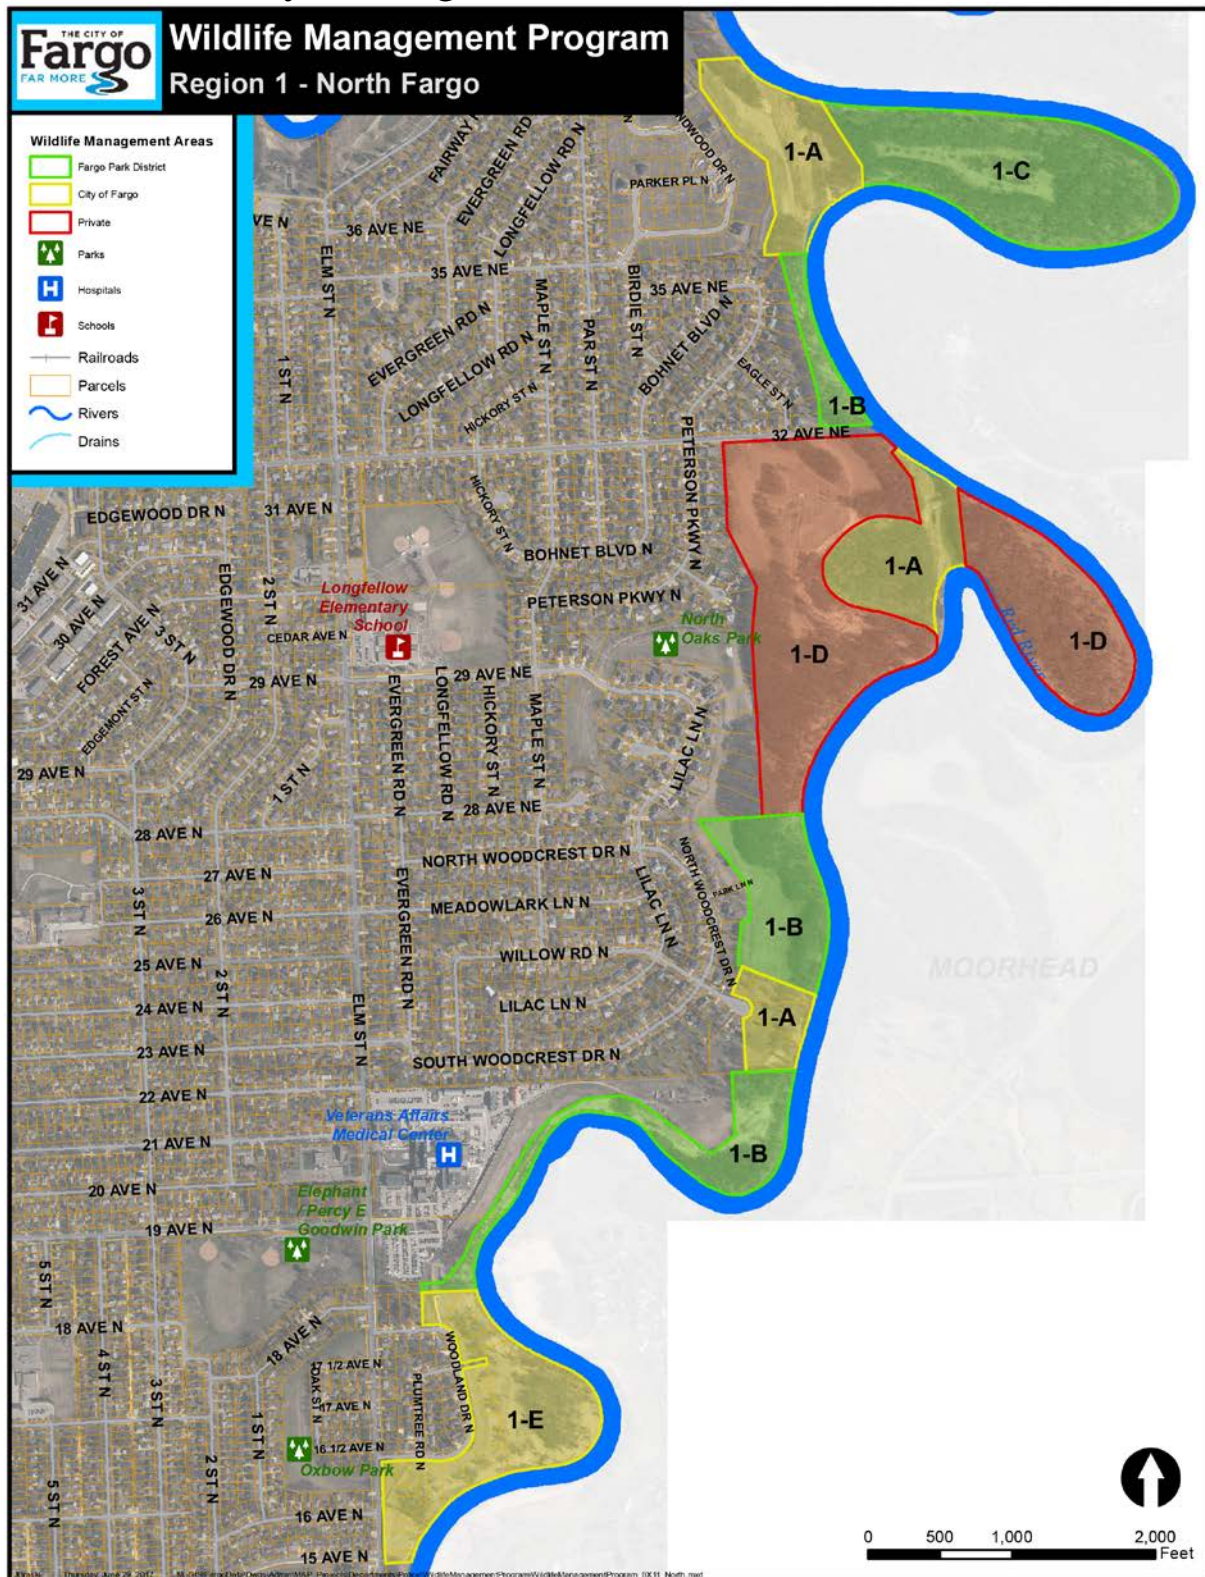 THE CITY OF
Fargo
FAR MORE
Wildlife Management Program
Region 1 - North Fargo
Wildlife Management Areas
Fargo Park District
City of Fargo
Private
Parks
Hospitals
Schools
Railroads
Parcels
Rivers
Drains
FAIRWAY
EVERGREEN RD
LONGFELLOW RD N
NDWOOD DR N
PARKER PL N
1-A
1-C
VE N
36 AVE NE
ELM ST N
35 AVE NE
MAPLE ST N
PAR ST N
BIRDIE ST N
35 AVE NE
BOHNET BLVD N
EVERGREEN RD N
LONGFELLOW RD N
HICKORY ST N
1 ST N
EAGLE ST N
1-B
32 AVE NE
PETERSON PKWY N
HICKORY ST N
EDGEWOOD DR N
31 AVE N
BOHNET BLVD N
1-A
31 AVE N
30 AVE N
FOREST AVE N
3 ST N
EDGEWOOD DR N
2 ST N
Longfellow
Elementary
School
CEDAR AVE N
PETERSON PKWY N
North
Oaks Park
Red River
1-D
1-D
EDGEMONT ST N
29 AVE N
29 AVE NE
EVERGREEN RD N
LONGFELLOW RD N
HICKORY ST N
MAPLE ST N
LILAC LN N
29 AVE N
1 ST N
28 AVE NE
28 AVE N
NORTH WOODCREST DR N
27 AVE N
3 ST N
EVERGREEN RD N
LILAC LN N
NORTH WOODCREST DR N
PARK LN N
26 AVE N
MEADOWLARK LN N
1-B
25 AVE N
2 ST N
WILLOW RD N
MOORHEAD
24 AVE N
ELM ST N
LILAC LN N
1-A
23 AVE N
SOUTH WOODCREST DR N
22 AVE N
Veterans Affairs
Medical Center
21 AVE N
1-B
20 AVE N
Elephant
/ Percy E
Goodwin Park
19 AVE N
5 ST N
18 AVE N
18 AVE N
4 ST N
3 ST N
17 1/2 AVE N
OAK ST N
17 AVE N
PLUMTREE RD N
WOODLAND DR N
1-E
1 ST N
16 1/2 AVE N
Oxbow Park
2 ST N
5 ST N
16 AVE N
15 AVE N
0 500 1,000 2,000
Feet